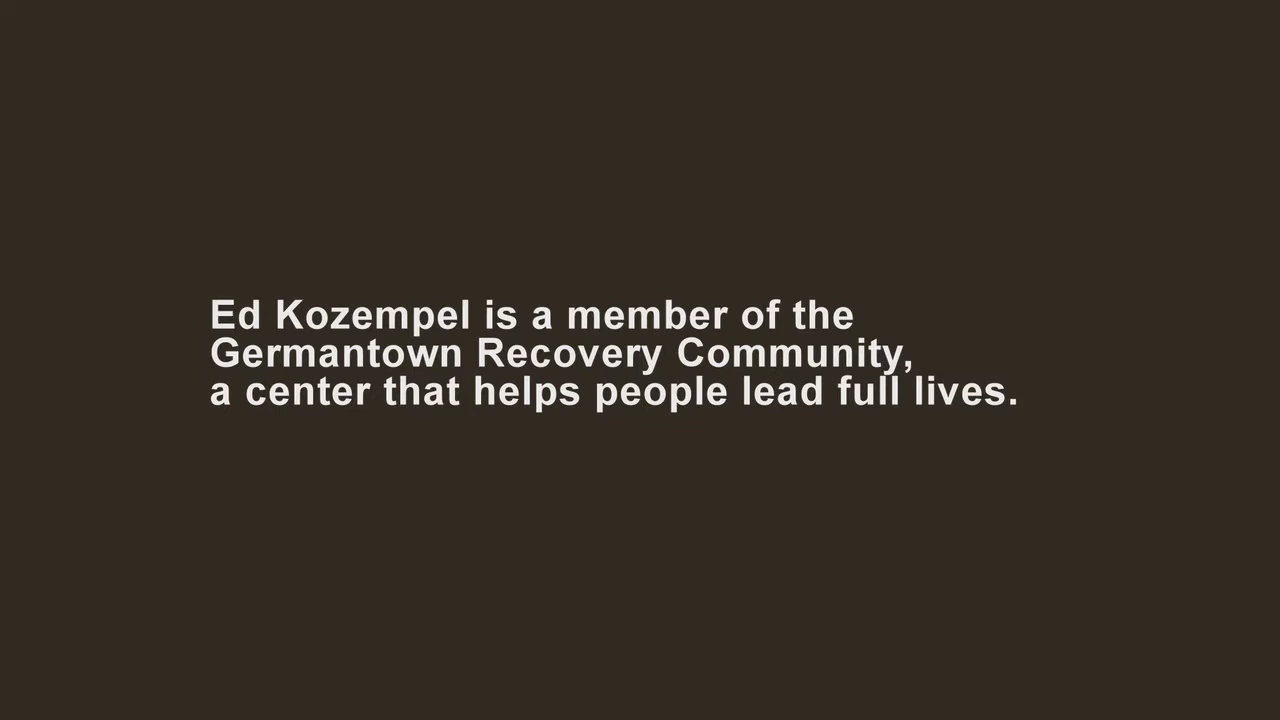 Ed Kozempel is a member of the
Germantown Recovery Community,
a center that helps people lead full lives.